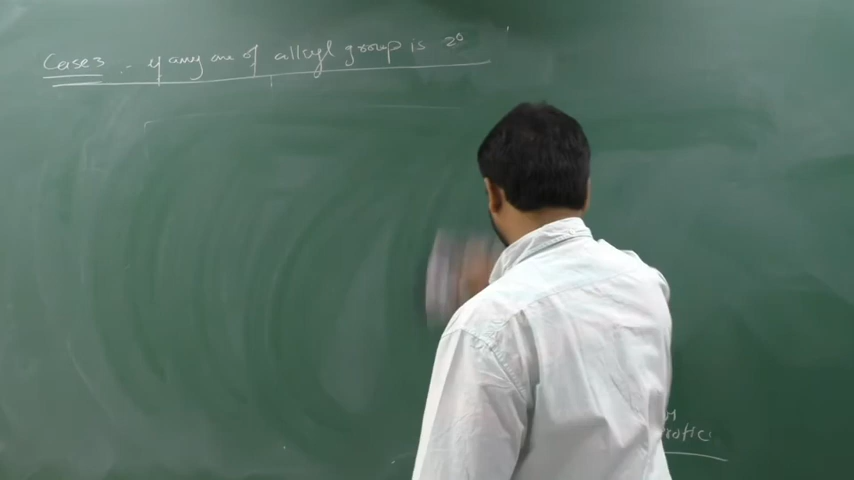 Case 3 :- if any one of alkyl group is 2°